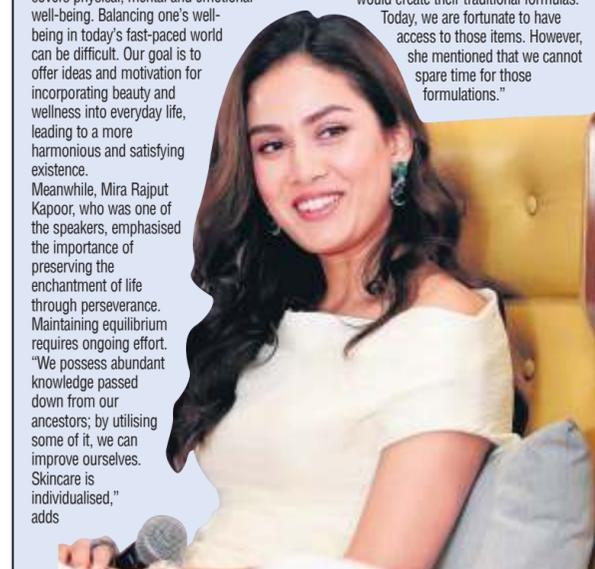 covers physical, mental and emotional
well-being. Balancing one's well-
being in today's fast-paced world
can be difficult. Our goal is to
offer ideas and motivation for
incorporating beauty and
wellness into everyday life,
leading to a more
harmonious and satisfying
existence.
Meanwhile, Mira Rajput
Kapoor, who was one of
the speakers, emphasised
the importance of
preserving the
enchantment of life
through perseverance.
Maintaining equilibrium
requires ongoing effort.
“We possess abundant
knowledge passed
down from our
ancestors; by utilising
some of it, we can
improve ourselves.
Skincare is
individualised,”
adds
would create their traditional formulas.
Today, we are fortunate to have
access to those items. However,
she mentioned that we cannot
spare time for those
formulations.”